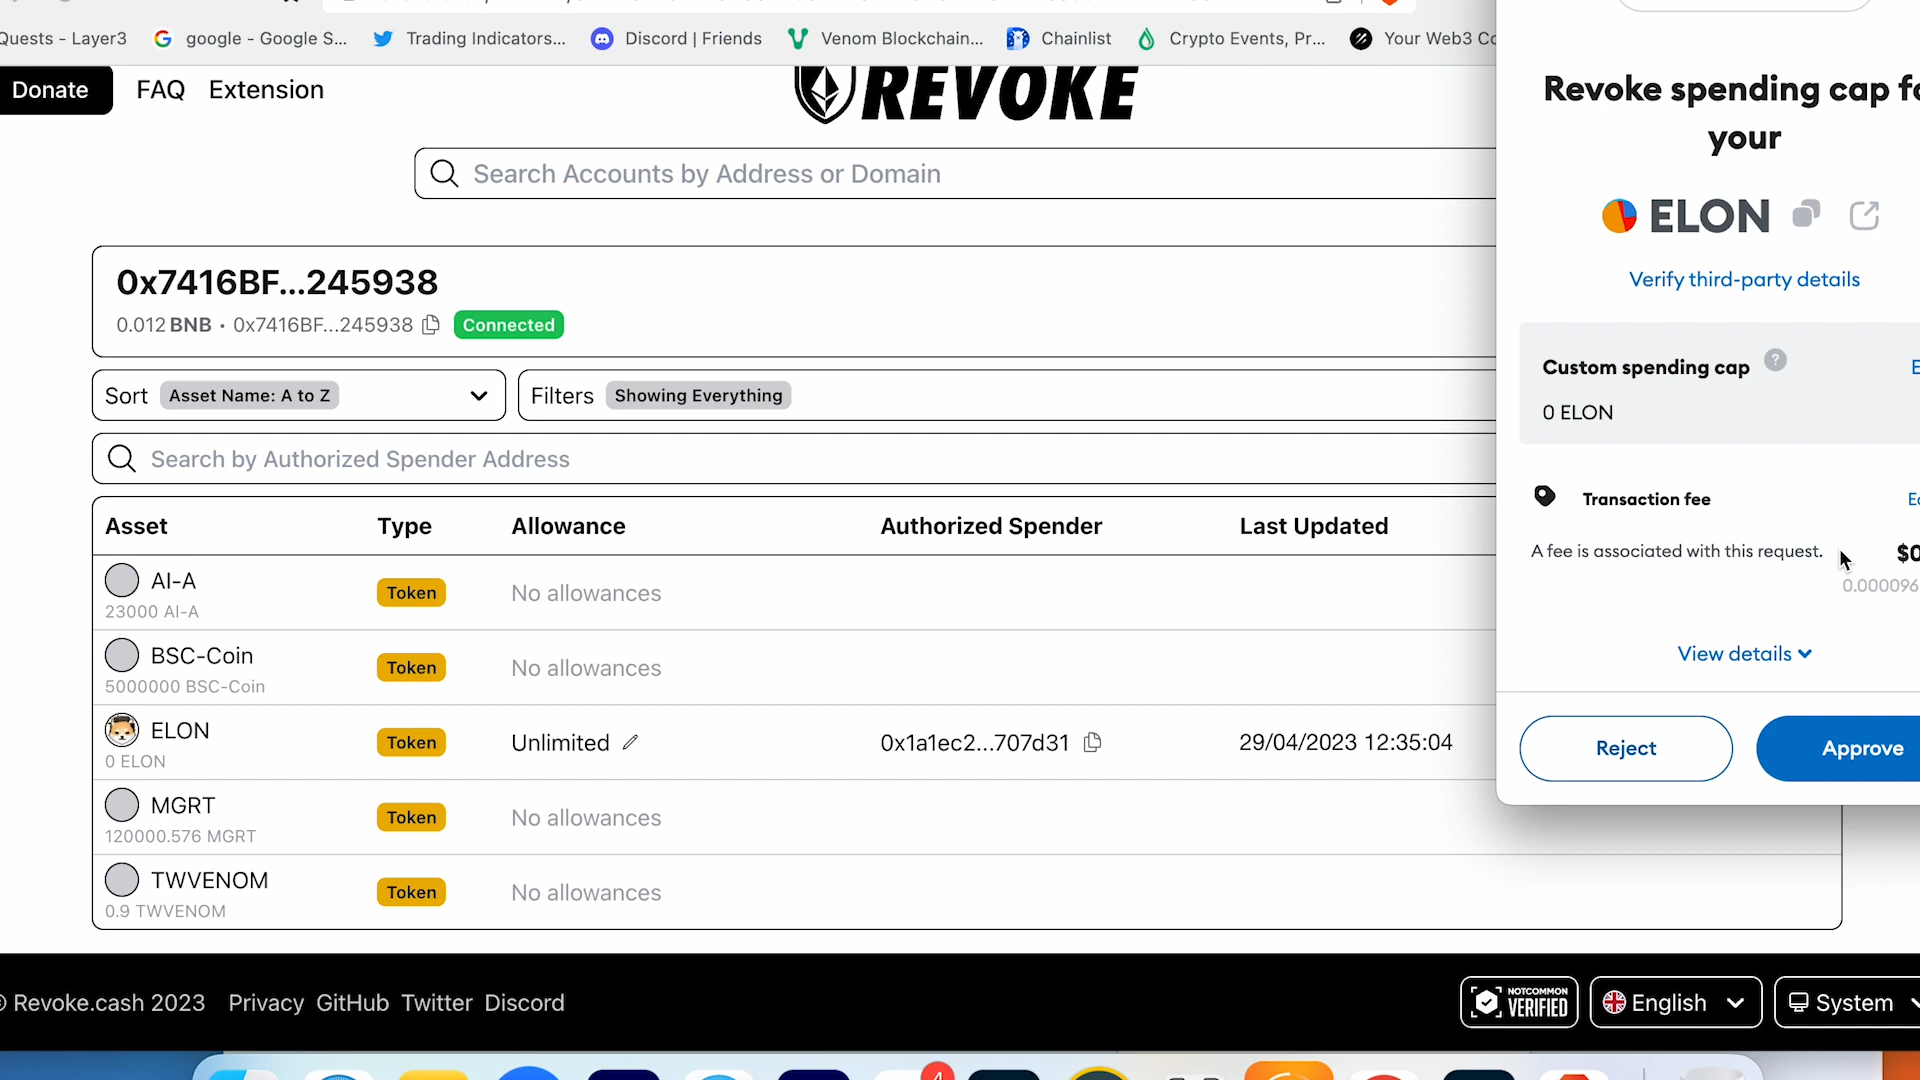 Quests - Layer3 google - Google S... Trading Indicators... Discord | Friends Venom Blockchain... Chainlist Crypto Events, Pr... Your Web3 Co
Donate FAQ Extension
REVOKE
Search Accounts by Address or Domain
0x7416BF...245938
0.012 BNB • 0x7416BF...245938 Connected
Sort Asset Name: A to Z Filters Showing Everything
Search by Authorized Spender Address
Asset Type Allowance Authorized Spender Last Updated
AI-A Token No allowances
23000 AI-A
BSC-Coin Token No allowances
5000000 BSC-Coin
ELON Token Unlimited 0x1a1ec2...707d31 29/04/2023 12:35:04
0 ELON
MGRT Token No allowances
120000.576 MGRT
TWVENOM Token No allowances
0.9 TWVENOM
Revoke spending cap fo
your
ELON
Verify third-party details
Custom spending cap ? E
0 ELON
Transaction fee Ed
A fee is associated with this request. $0
0.000096
View details
Reject Approve
© Revoke.cash 2023 Privacy GitHub Twitter Discord
NOTCOMMON
VERIFIED
English System
4